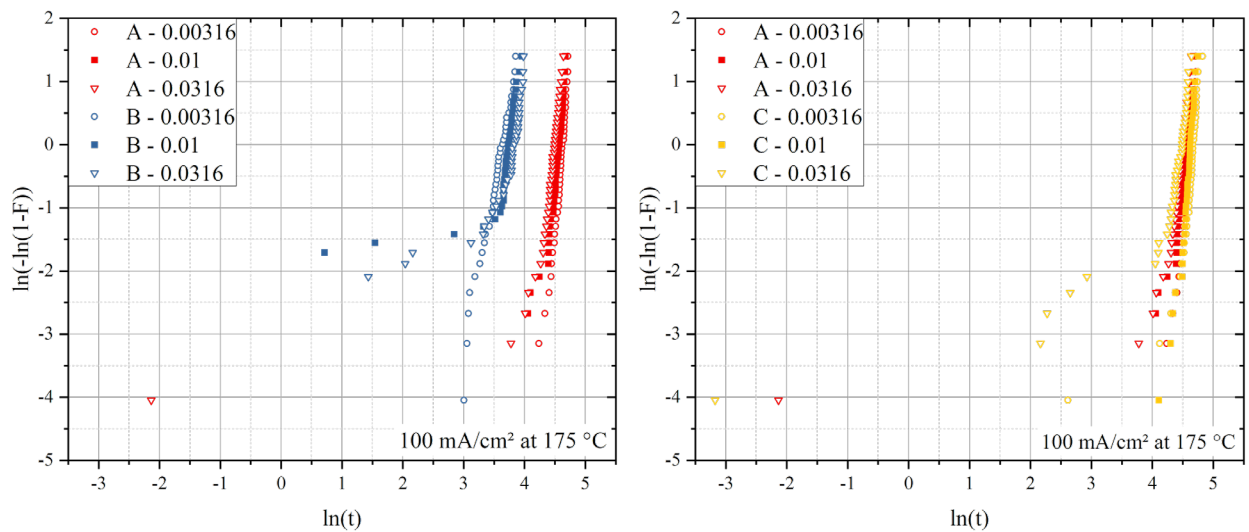 2
1
0
-1
-2
-3
-4
-5
ln(-ln(1-F))
A - 0.00316
A - 0.01
A - 0.0316
B - 0.00316
B - 0.01
B - 0.0316
100 mA/cm² at 175 °C
-3 -2 -1 0 1 2 3 4 5
ln(t)
2
1
0
-1
-2
-3
-4
-5
ln(-ln(1-F))
A - 0.00316
A - 0.01
A - 0.0316
C - 0.00316
C - 0.01
C - 0.0316
100 mA/cm² at 175 °C
-3 -2 -1 0 1 2 3 4 5
ln(t)